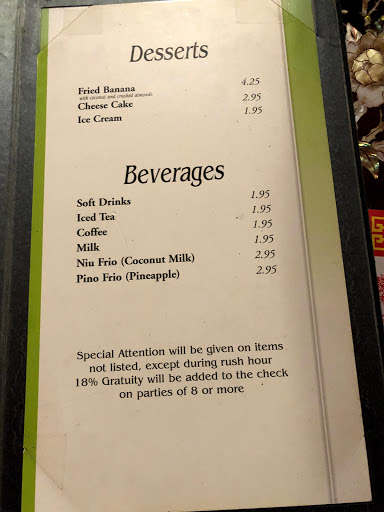 Desserts
Fried Banana 4.25
with coconut and crushed almonds
Cheese Cake 2.95
Ice Cream 1.95
Beverages
Soft Drinks 1.95
Iced Tea 1.95
Coffee 1.95
Milk 1.95
Niu Frio (Coconut Milk) 2.95
Pino Frio (Pineapple) 2.95
Special Attention will be given on items
not listed, except during rush hour
18% Gratuity will be added to the check
on parties of 8 or more